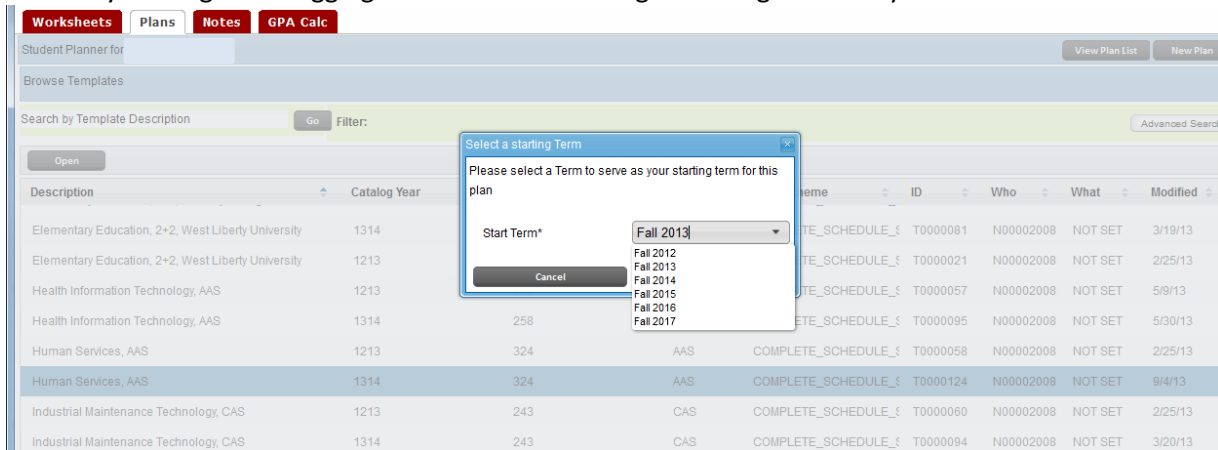 Worksheets Plans Notes GPA Calc
Student Planner for
View Plan List New Plan
Browse Templates
Search by Template Description Go Filter:
Advanced Search
Open
Select a starting Term
Please select a Term to serve as your starting term for this
plan
Start Term* Fall 2013
Fall 2012
Fall 2013
Fall 2014
Fall 2015
Fall 2016
Fall 2017
Cancel
Description Catalog Year ID Who What Modified
Elementary Education, 2+2, West Liberty University 1314 T0000081 N00002008 NOT SET 3/19/13
Elementary Education, 2+2, West Liberty University 1213 T0000021 N00002008 NOT SET 2/25/13
Health Information Technology, AAS 1213 T0000057 N00002008 NOT SET 5/9/13
Health Information Technology, AAS 1314 258 T0000095 N00002008 NOT SET 5/30/13
Human Services, AAS 1213 324 AAS COMPLETE_SCHEDULE_S T0000058 N00002008 NOT SET 2/25/13
Human Services, AAS 1314 324 AAS COMPLETE_SCHEDULE_S T0000124 N00002008 NOT SET 9/4/13
Industrial Maintenance Technology, CAS 1213 243 CAS COMPLETE_SCHEDULE_S T0000060 N00002008 NOT SET 2/25/13
Industrial Maintenance Technology, CAS 1314 243 CAS COMPLETE_SCHEDULE_S T0000094 N00002008 NOT SET 3/20/13